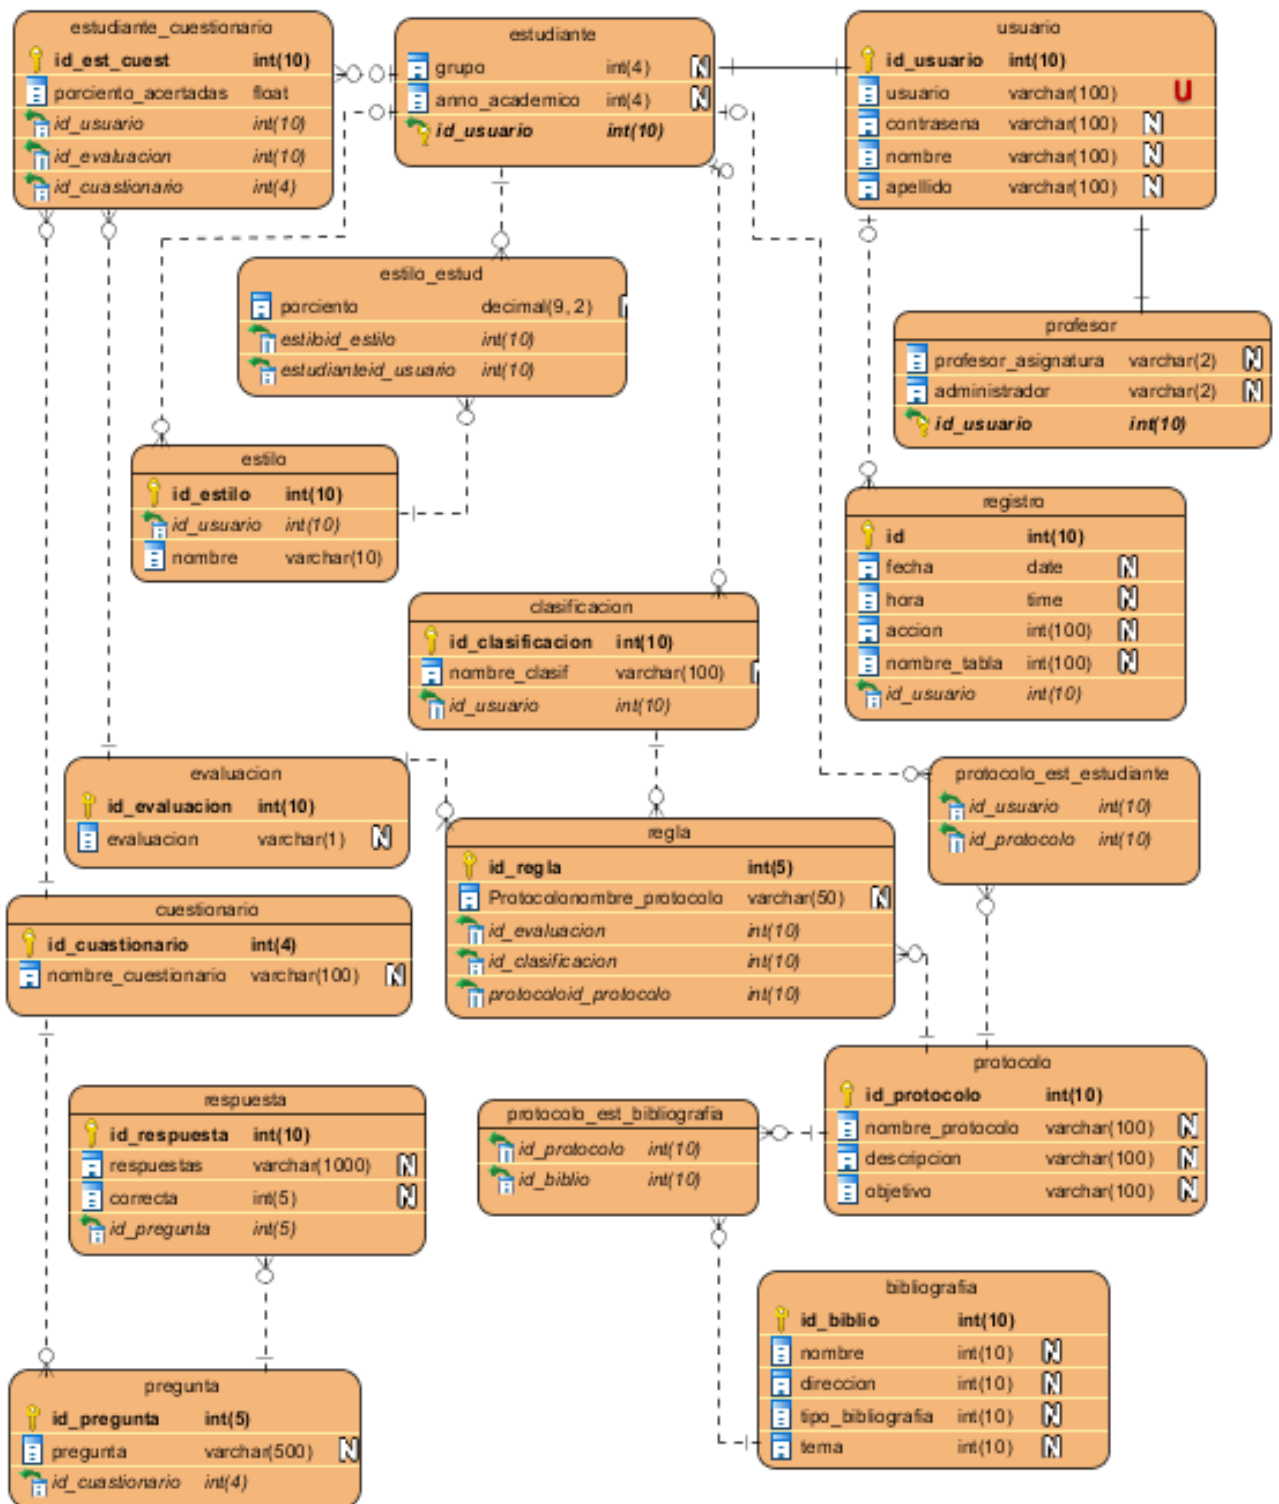 estudiante_cuestionario
id_est_cuest int(10)
porciento_acertadas float
id_usuario int(10)
id_evaluacion int(10)
id_cuastionario int(4)
estudiante
grupo int(4) N
anno_academico int(4) N
id_usuario int(10)
usuario
id_usuario int(10)
usuario varchar(100) U
contrasena varchar(100) N
nombre varchar(100) N
apellido varchar(100) N
estilo_estud
porciento decimal(9, 2)
estiloid_estilo int(10)
estudianteid_usuario int(10)
profesor
profesor_asignatura varchar(2) N
administrador varchar(2) N
id_usuario int(10)
estilo
id_estilo int(10)
id_usuario int(10)
nombre varchar(10)
registro
id int(10)
fecha date N
hora time N
accion int(100) N
nombre_tabla int(100) N
id_usuario int(10)
clasificacion
id_clasificacion int(10)
nombre_clasif varchar(100)
id_usuario int(10)
evaluacion
id_evaluacion int(10)
evaluacion varchar(1) N
protocolo_est_estudiante
id_usuario int(10)
id_protocolo int(10)
regla
id_regla int(5)
Protocolonombre_protocolo varchar(50) N
id_evaluacion int(10)
id_clasificacion int(10)
protocoloid_protocolo int(10)
cuestionario
id_cuastionario int(4)
nombre_cuestionario varchar(100) N
protocolo
id_protocolo int(10)
nombre_protocolo varchar(100) N
descripcion varchar(100) N
objetivo varchar(100) N
respuesta
id_respuesta int(10)
respuestas varchar(1000) N
correcta int(5) N
id_pregunta int(5)
protocolo_est_bibliografia
id_protocolo int(10)
id_biblio int(10)
bibliografia
id_biblio int(10)
nombre int(10) N
direccion int(10) N
tipo_bibliografia int(10) N
tema int(10) N
pregunta
id_pregunta int(5)
pregunta varchar(500) N
id_cuastionario int(4)